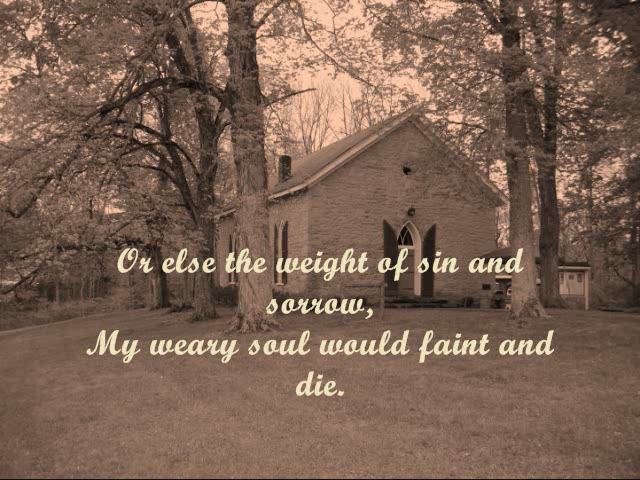 Or else the weight of sin and
sorrow,
My weary soul would faint and
die.